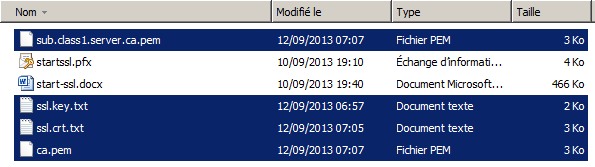 Nom Modifié le Type Taille
sub.class1.server.ca.pem 12/09/2013 07:07 Fichier PEM 3 Ko
startssl.pfx 10/09/2013 19:10 Échange d'informati... 4 Ko
start-ssl.docx 10/09/2013 19:40 Document Microsoft... 466 Ko
ssl.key.txt 12/09/2013 06:57 Document texte 2 Ko
ssl.crt.txt 12/09/2013 07:05 Document texte 3 Ko
ca.pem 12/09/2013 07:07 Fichier PEM 3 Ko